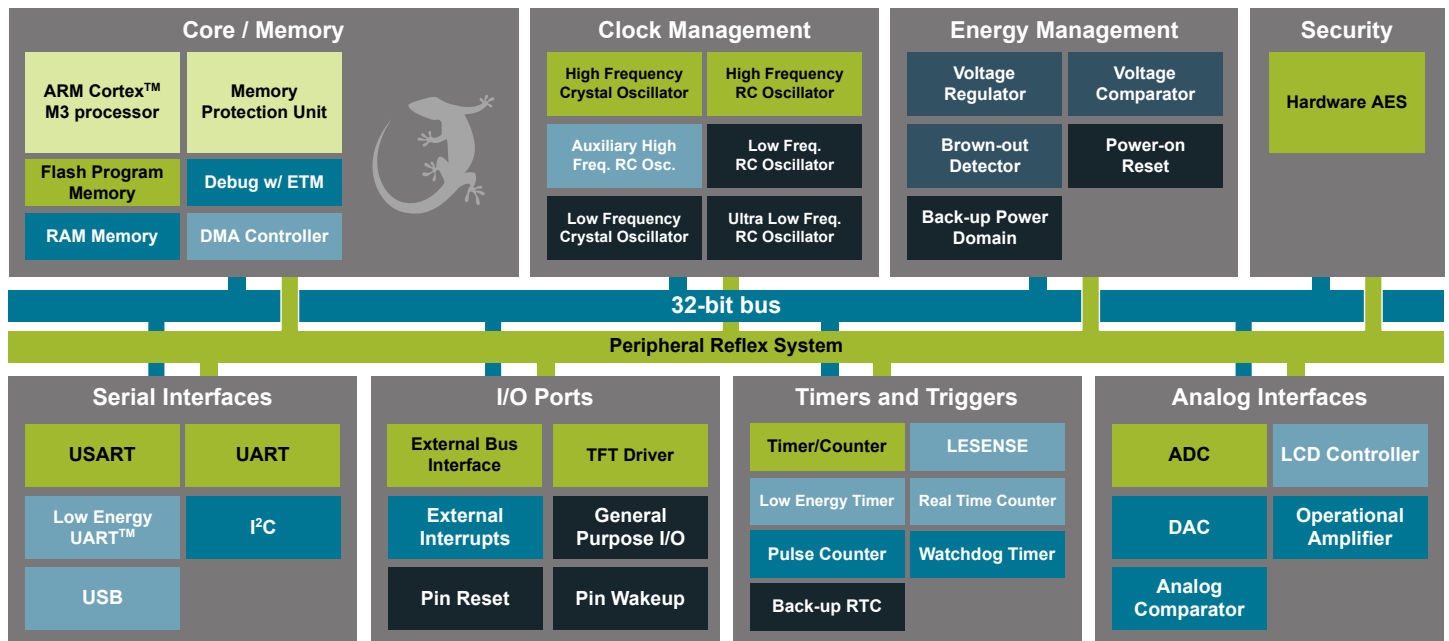 Core / Memory
ARM Cortex™
M3 processor
Memory
Protection Unit
Flash Program
Memory
Debug w/ ETM
RAM Memory
DMA Controller
Clock Management
High Frequency
Crystal Oscillator
High Frequency
RC Oscillator
Auxiliary High
Freq. RC Osc.
Low Freq.
RC Oscillator
Low Frequency
Crystal Oscillator
Ultra Low Freq.
RC Oscillator
Energy Management
Voltage
Regulator
Voltage
Comparator
Brown-out
Detector
Power-on
Reset
Back-up Power
Domain
Security
Hardware AES
32-bit bus
Peripheral Reflex System
Serial Interfaces
USART
UART
Low Energy
UART™
I²C
USB
I/O Ports
External Bus
Interface
TFT Driver
External
Interrupts
General
Purpose I/O
Pin Reset
Pin Wakeup
Timers and Triggers
Timer/Counter
LESENSE
Low Energy Timer
Real Time Counter
Pulse Counter
Watchdog Timer
Back-up RTC
Analog Interfaces
ADC
LCD Controller
DAC
Operational
Amplifier
Analog
Comparator